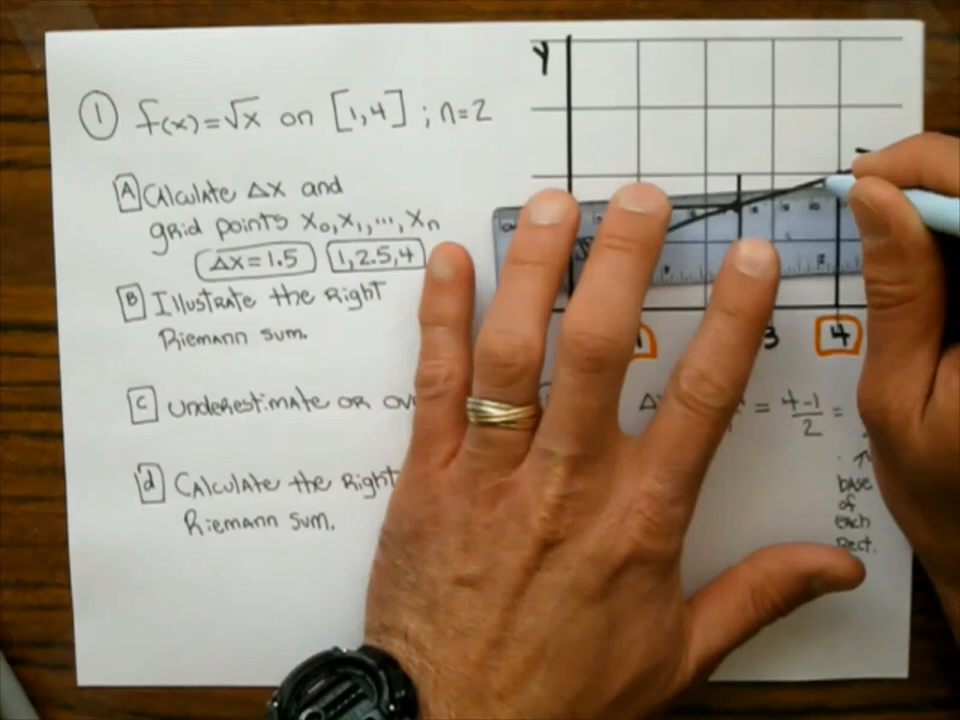 ① f(x)=√x on [1,4] ; n=2
A Calculate Δx and
grid points x₀,x₁,...,xₙ
Δx=1.5 1, 2.5, 4
B Illustrate the Right
Riemann sum.
C Underestimate or ov
d Calculate the Right
Riemann sum.
y
1 3 4
= 4-1/2 =
base
of
each
Rect.